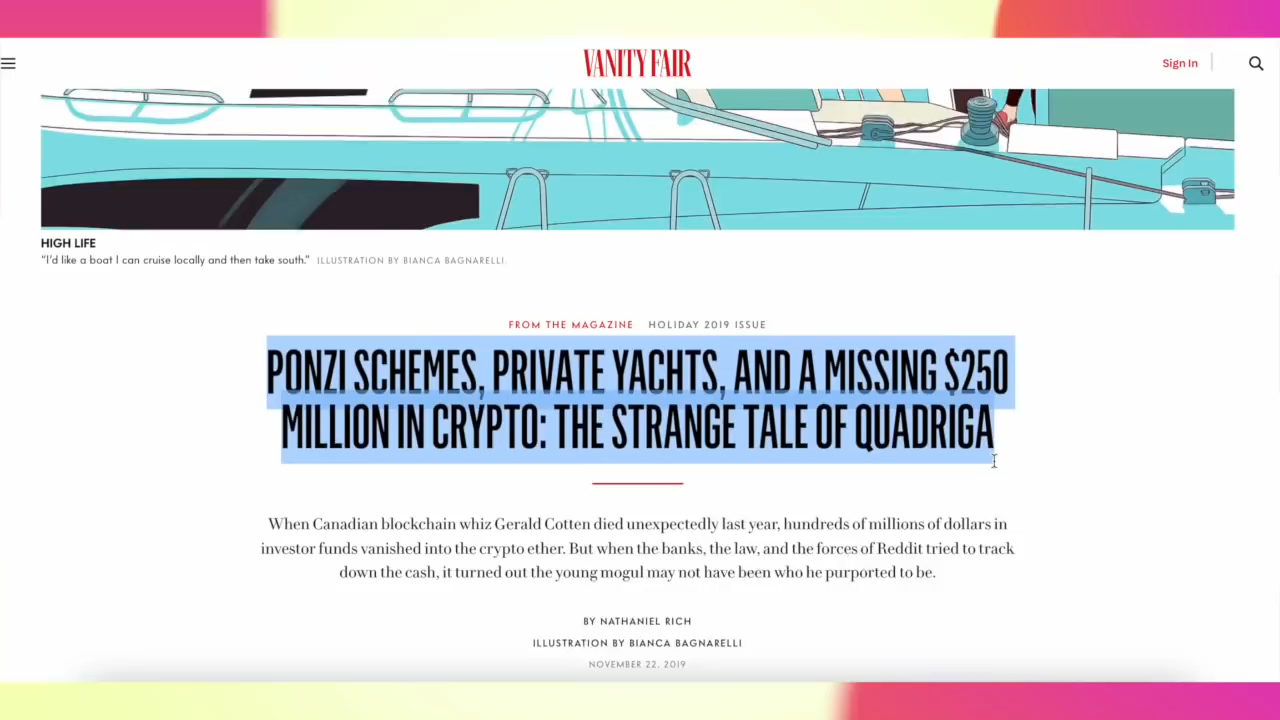 VANITY FAIR
Sign In
HIGH LIFE
"I'd like a boat I can cruise locally and then take south." ILLUSTRATION BY BIANCA BAGNARELLI.
FROM THE MAGAZINE HOLIDAY 2019 ISSUE
PONZI SCHEMES, PRIVATE YACHTS, AND A MISSING $250
MILLION IN CRYPTO: THE STRANGE TALE OF QUADRIGA
When Canadian blockchain whiz Gerald Cotten died unexpectedly last year, hundreds of millions of dollars in
investor funds vanished into the crypto ether. But when the banks, the law, and the forces of Reddit tried to track
down the cash, it turned out the young mogul may not have been who he purported to be.
BY NATHANIEL RICH
ILLUSTRATION BY BIANCA BAGNARELLI
NOVEMBER 22, 2019